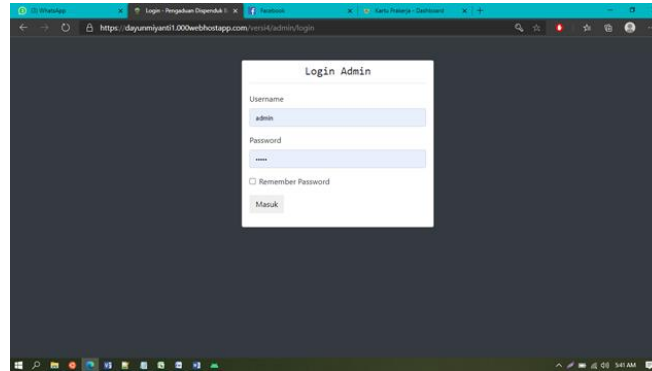 (3) WhatsApp
Login - Pengaduan Dispenduk
Facebook
Kartu Prakerja - Dashboard
https://dayunmiyanti1.000webhostapp.com/versi4/admin/login
Login Admin
Username
admin
Password
Remember Password
Masuk
5:41 AM